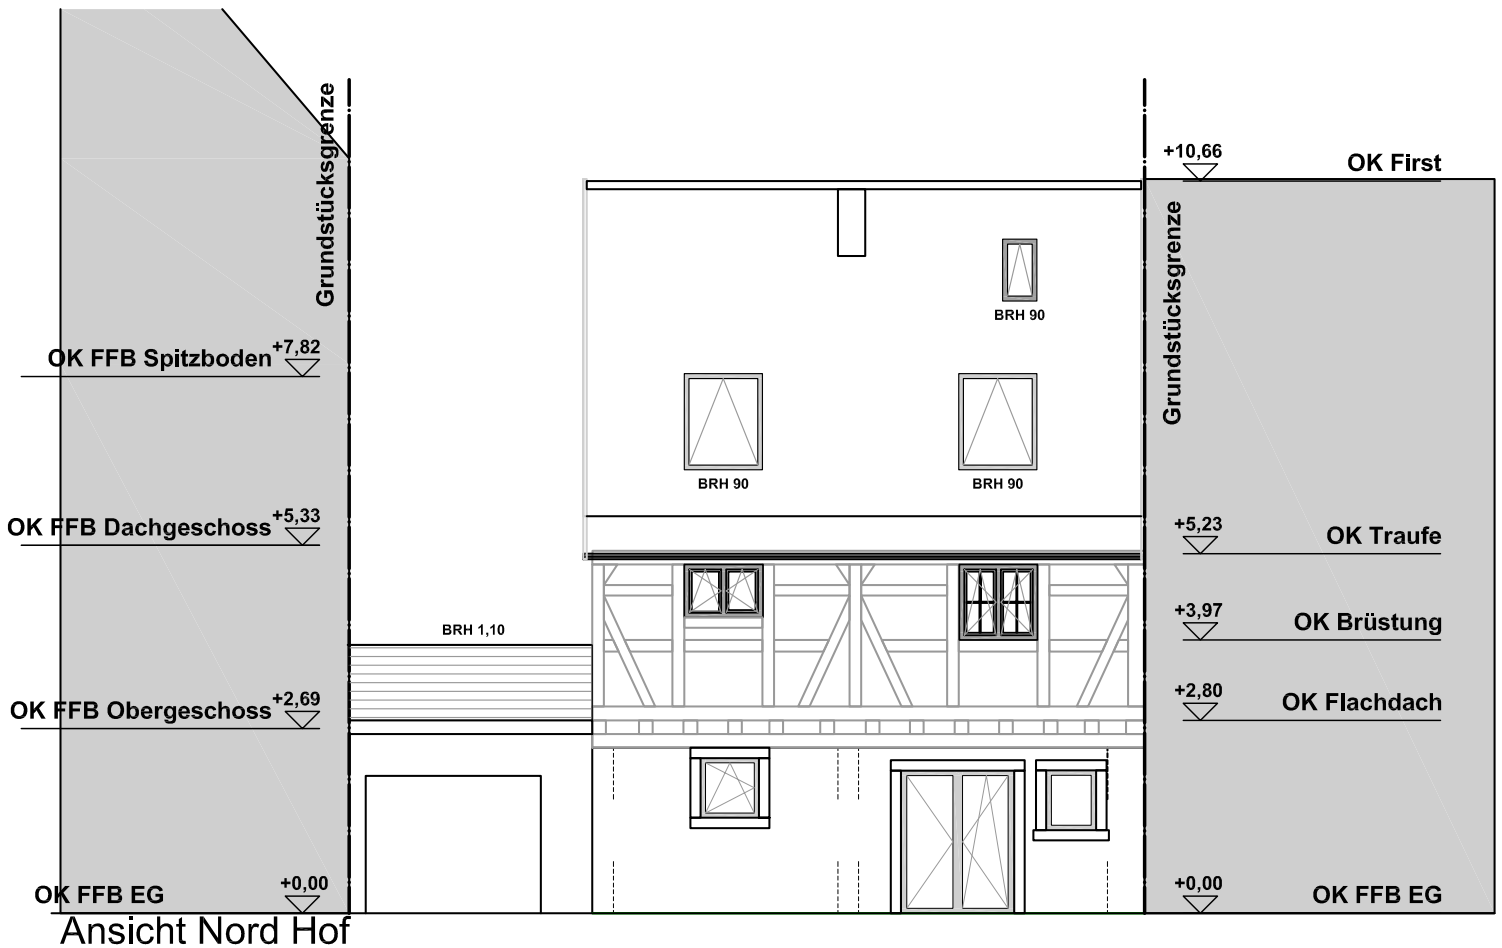 Grundstücksgrenze
+10,66
OK First
Grundstücksgrenze
BRH 90
OK FFB Spitzboden +7,82
BRH 90
BRH 90
OK FFB Dachgeschoss +5,33
+5,23
OK Traufe
BRH 1,10
+3,97
OK Brüstung
OK FFB Obergeschoss +2,69
+2,80
OK Flachdach
OK FFB EG
+0,00
+0,00
OK FFB EG
Ansicht Nord Hof